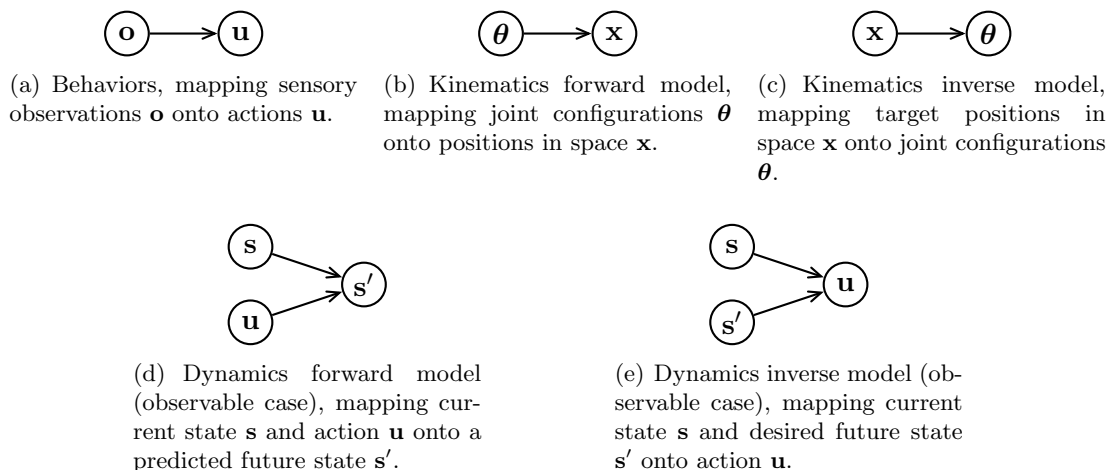 o u
θ x
x θ
(a) Behaviors, mapping sensory
observations o onto actions u.
(b) Kinematics forward model,
mapping joint configurations θ
onto positions in space x.
(c) Kinematics inverse model,
mapping target positions in
space x onto joint configurations
θ.
s
u
s′
s
s′
u
(d) Dynamics forward model
(observable case), mapping cur-
rent state s and action u onto a
predicted future state s′.
(e) Dynamics inverse model (ob-
servable case), mapping current
state s and desired future state
s′ onto action u.